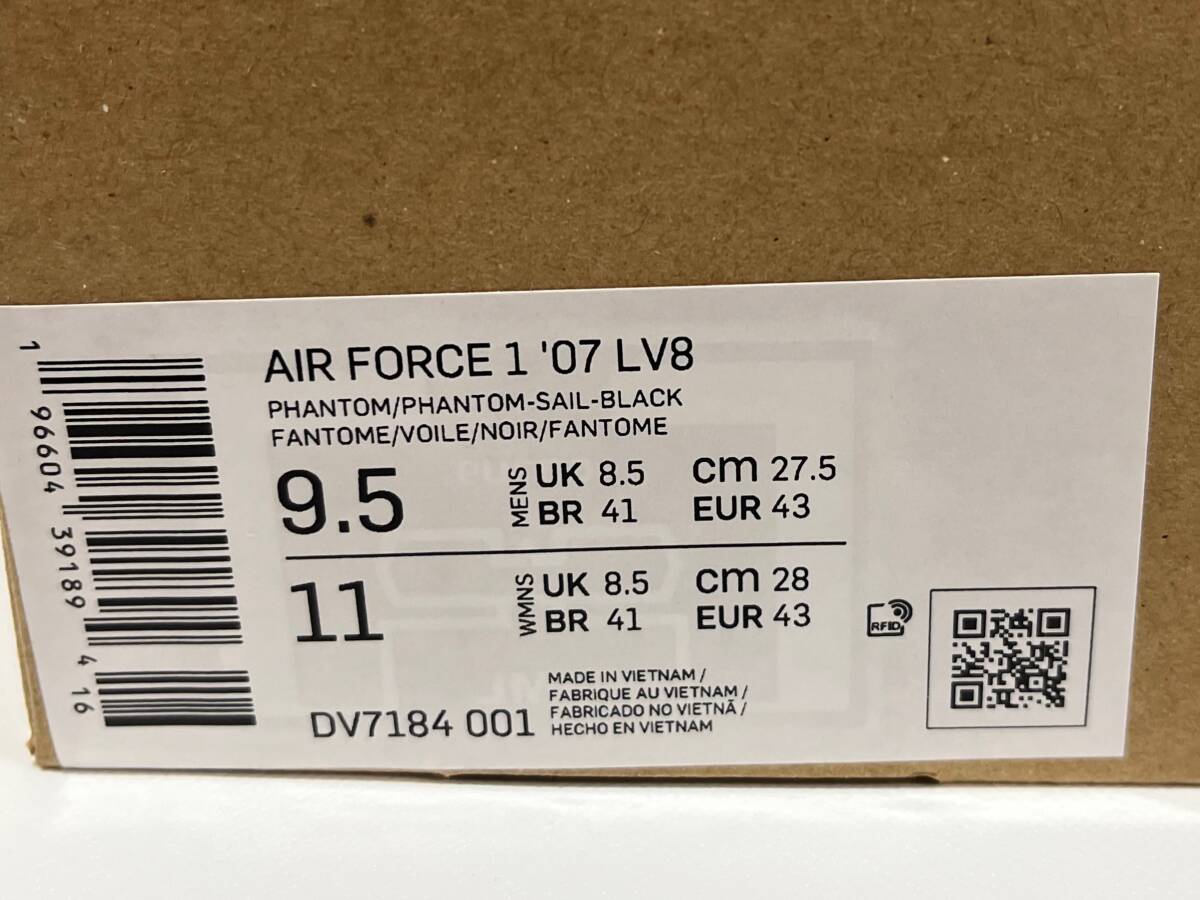 AIR FORCE 1 '07 LV8
PHANTOM/PHANTOM-SAIL-BLACK
FANTOME/VOILE/NOIR/FANTOME
9.5 MENS UK 8.5 cm 27.5
BR 41 EUR 43
11 WMNS UK 8.5 cm 28
BR 41 EUR 43
RFID
DV7184 001
MADE IN VIETNAM /
FABRIQUE AU VIETNAM /
FABRICADO NO VIETNÃ /
HECHO EN VIETNAM
1 96604 39189 4 16